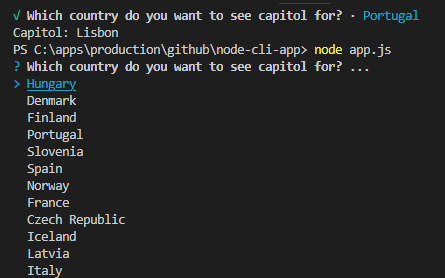 √ Which country do you want to see capitol for? · Portugal
Capitol: Lisbon
PS C:\apps\production\github\node-cli-app> node app.js
? Which country do you want to see capitol for? ...
> Hungary
Denmark
Finland
Portugal
Slovenia
Spain
Norway
France
Czech Republic
Iceland
Latvia
Italy